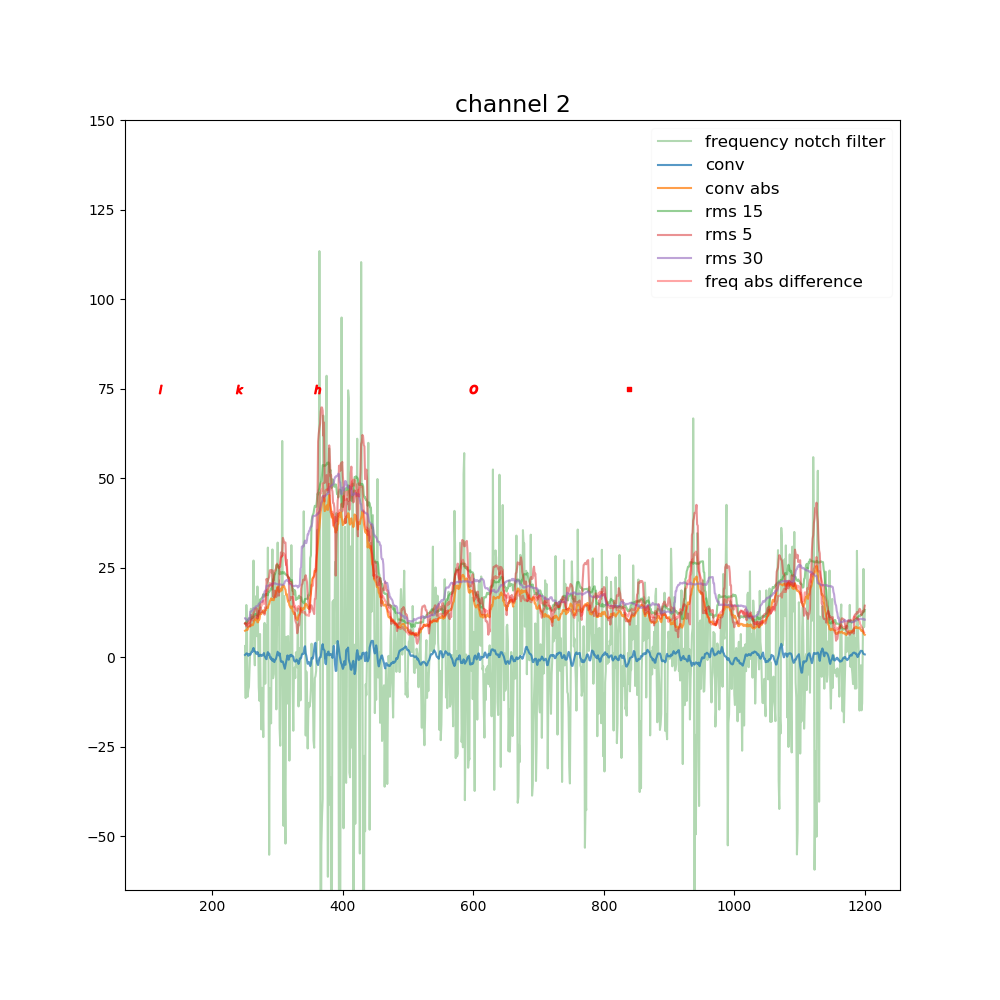 channel 2
150
frequency notch filter
conv
125
conv abs
rms 15
rms 5
rms 30
freq abs difference
100
75
l k h O .
50
25
0
−25
−50
200 400 600 800 1000 1200